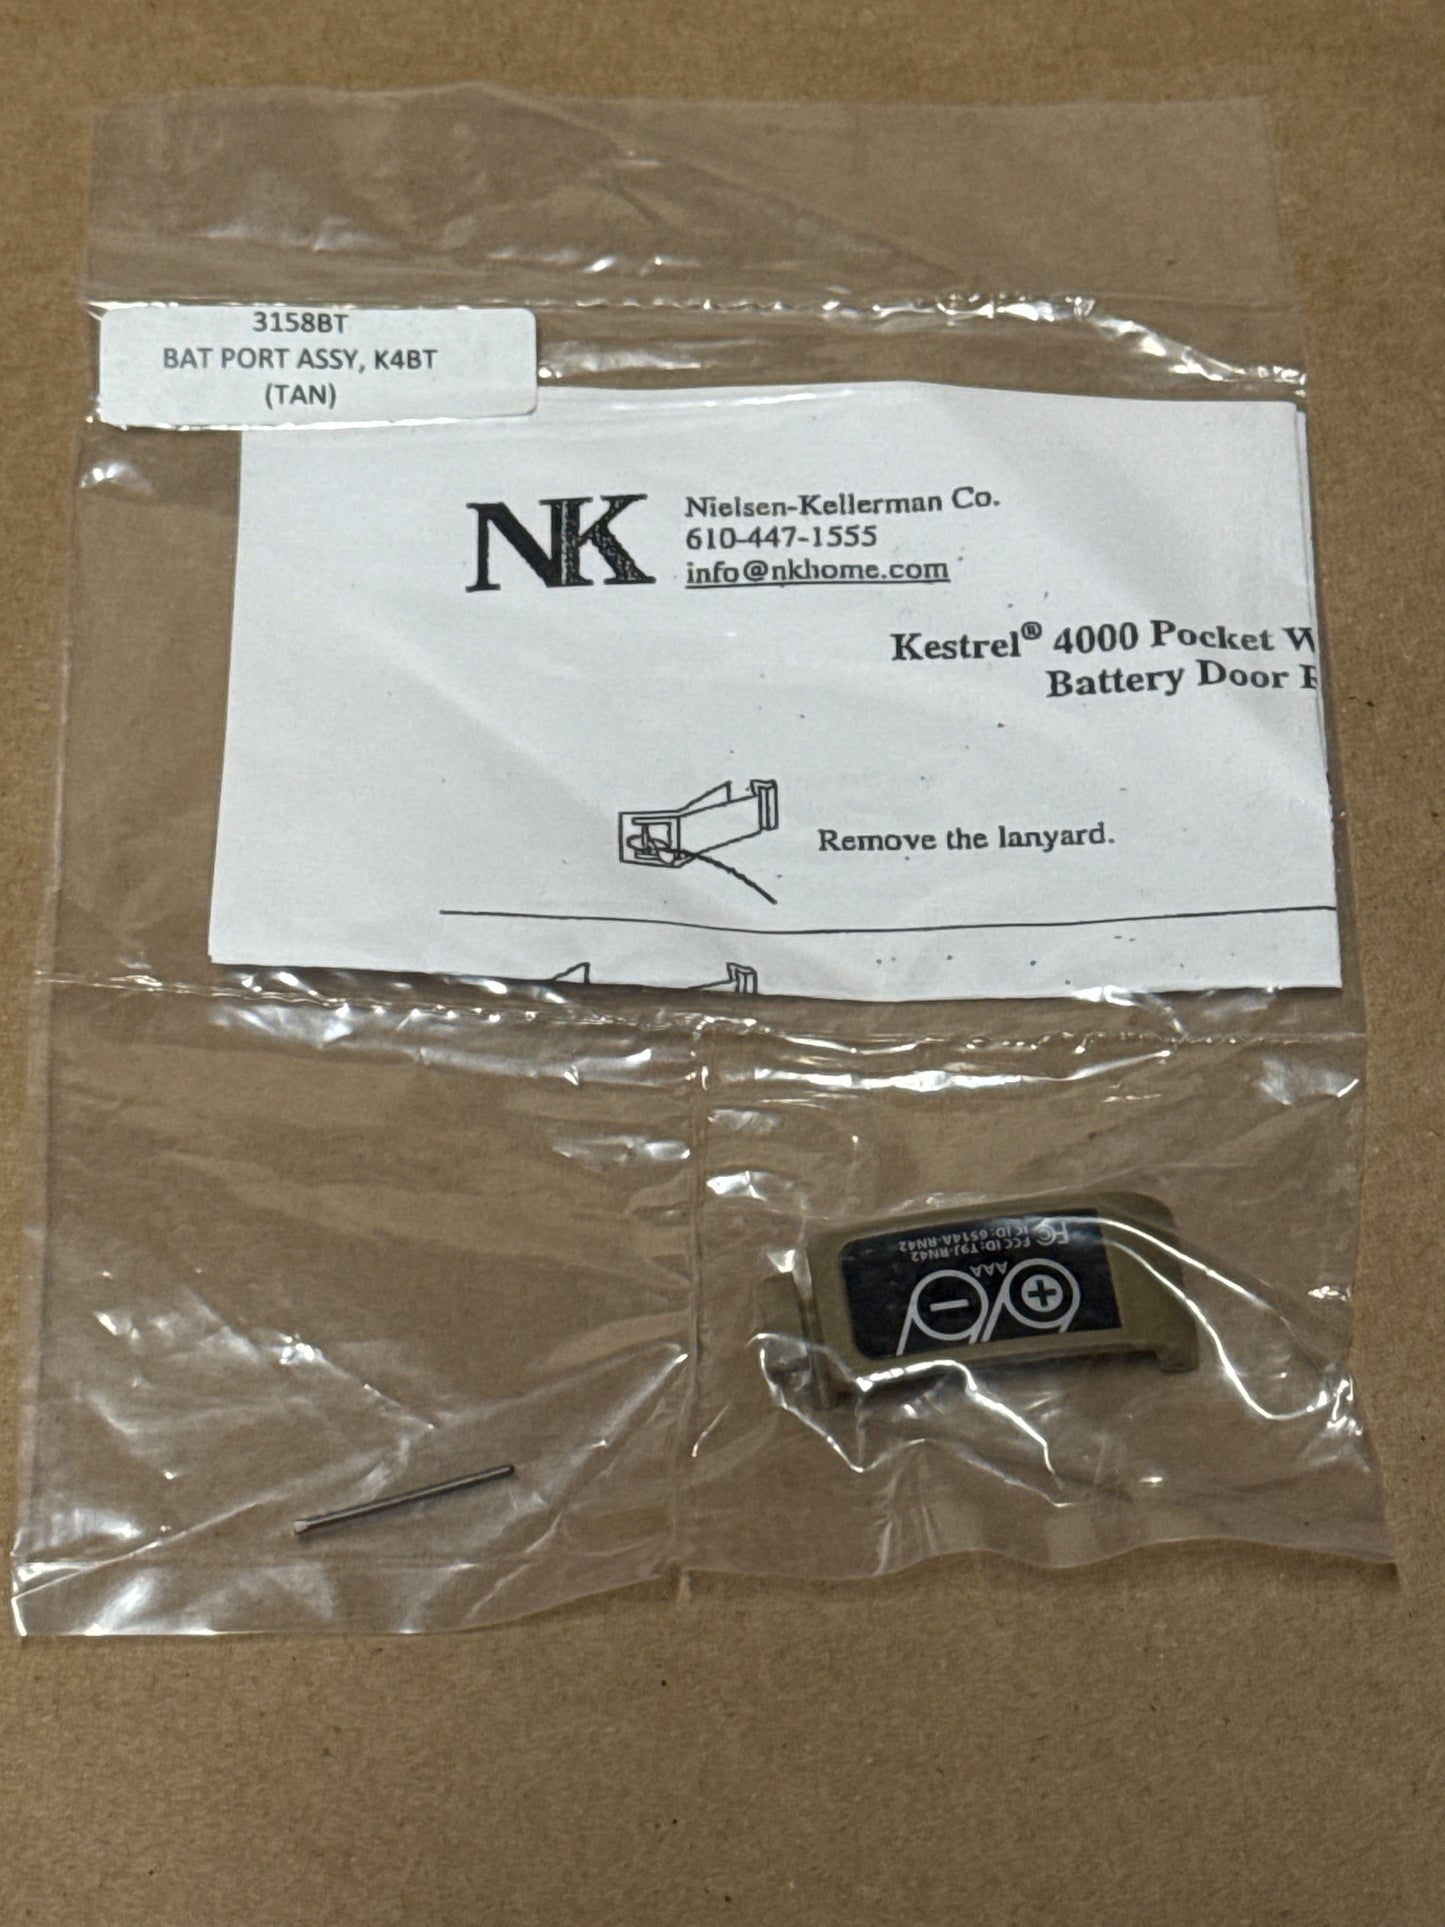 3158BT
BAT PORT ASSY, K4BT
(TAN)
NK
Nielsen-Kellerman Co.
610-447-1555
info@nkhome.com
Kestrel® 4000 Pocket W
Battery Door
Remove the lanyard.
AAA
FCC ID: T9J-RN42
IC ID: 6514A-RN42
FC